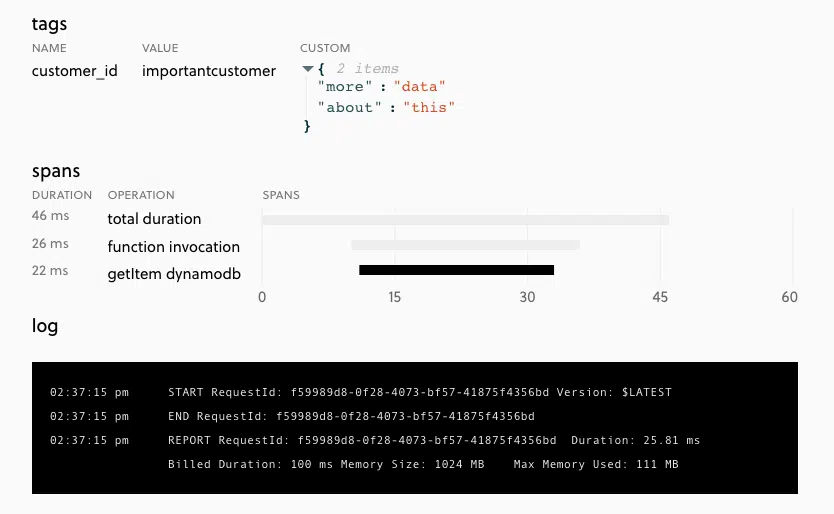 tags
NAME VALUE CUSTOM
customer_id importantcustomer { 2 items
"more" : "data"
"about" : "this"
}
spans
DURATION OPERATION SPANS
46 ms total duration
26 ms function invocation
22 ms getItem dynamodb
0 15 30 45 60
log
02:37:15 pm START RequestId: f59989d8-0f28-4073-bf57-41875f4356bd Version: $LATEST
02:37:15 pm END RequestId: f59989d8-0f28-4073-bf57-41875f4356bd
02:37:15 pm REPORT RequestId: f59989d8-0f28-4073-bf57-41875f4356bd Duration: 25.81 ms
Billed Duration: 100 ms Memory Size: 1024 MB Max Memory Used: 111 MB